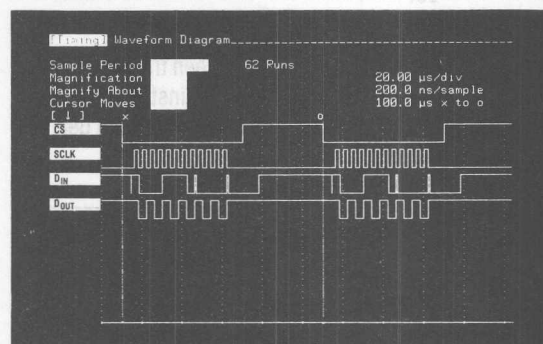 [Timing] Waveform Diagram
Sample Period 62 Runs
Magnification 20.00 µs/div
Magnify About 200.0 ns/sample
Cursor Moves 100.0 µs x to o
[ ↓ ] x o
CS
SCLK
DIN
DOUT